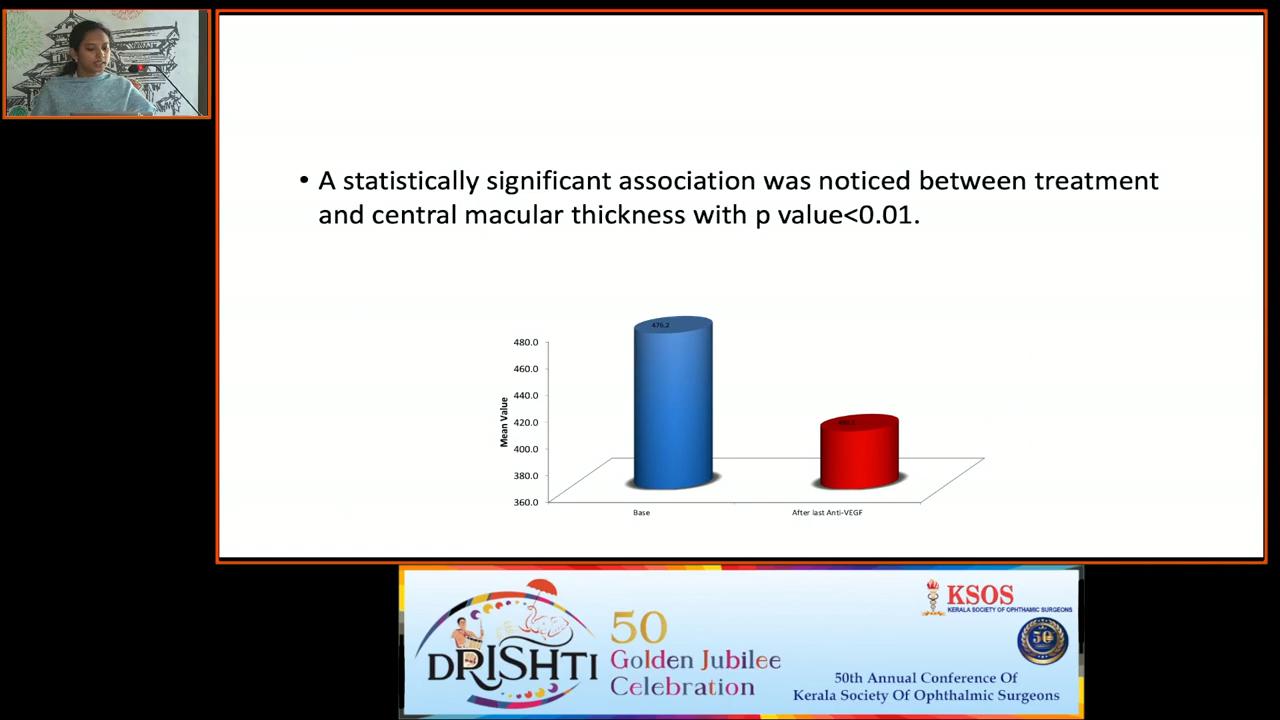 • A statistically significant association was noticed between treatment
and central macular thickness with p value<0.01.
476.2
480.0
460.0
440.0
420.0
400.0
380.0
360.0
Mean Value
Base
After last Anti-VEGF
DRISHTI
50
Golden Jubilee
Celebration
KSOS
KERALA SOCIETY OF OPHTHAMIC SURGEONS
50
50th Annual Conference Of
Kerala Society Of Ophthalmic Surgeons